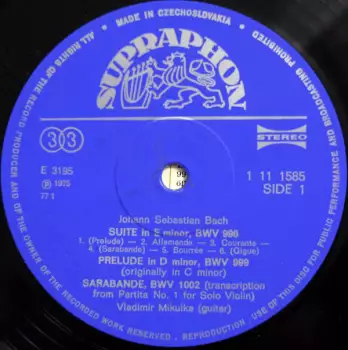 MADE IN CZECHOSLOVAKIA
ALL RIGHTS OF THE RECORD PRODUCER AND OF THE OWNER OF THE RECORDED WORK RESERVED. REPRODUCTION USE OF THIS DISC FOR PUBLIC PERFORMANCE AND BROADCASTING PROHIBITED
SUPRAPHON
33
STEREO
E 3195
Ⓟ 1975
77 1
1 11 1585
SIDE 1
Johann Sebastian Bach
SUITE in E minor, BWV 996
1. (Prelude) — 2. Allemande — 3. Courante —
4. (Sarabande) — 5. Bourrée — 6. (Gigue)
PRELUDE in D minor, BWV 999
(originally in C minor)
SARABANDE, BWV 1002 (transcription
from Partita No. 1 for Solo Violin)
Vladimír Mikulka (guitar)